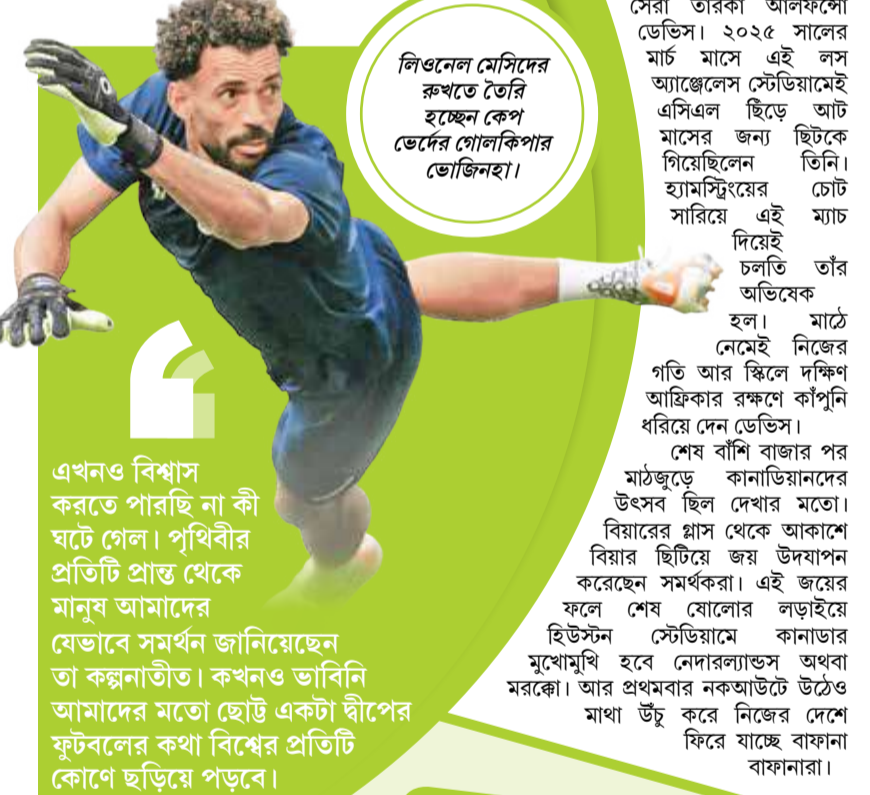 লিওনেল মেসিদের
রুখতে তৈরি
হচ্ছেন কেপ
ভের্দের গোলকিপার
ভোজিনহা।
এখনও বিশ্বাস
করতে পারছি না কী
ঘটে গেল। পৃথিবীর
প্রতিটি প্রান্ত থেকে
মানুষ আমাদের
যেভাবে সমর্থন জানিয়েছেন
তা কল্পনাতীত। কখনও ভাবিনি
আমাদের মতো ছোট্ট একটা দ্বীপের
ফুটবলের কথা বিশ্বের প্রতিটি
কোণে ছড়িয়ে পড়বে।
সেরা তারকা আলফন্সো
ডেভিস। ২০২৫ সালের
মার্চ মাসে এই লস
অ্যাঞ্জেলেস স্টেডিয়ামেই
এসিএল ছিঁড়ে আট
মাসের জন্য ছিটকে
গিয়েছিলেন তিনি।
হ্যামস্ট্রিংয়ের চোট
সারিয়ে এই ম্যাচ
দিয়েই
চলতি তাঁর
অভিষেক
হল। মাঠে
নেমেই নিজের
গতি আর স্কিলে দক্ষিণ
আফ্রিকার রক্ষণে কাঁপুনি
ধরিয়ে দেন ডেভিস।
শেষ বাঁশি বাজার পর
মাঠজুড়ে কানাডিয়ানদের
উৎসব ছিল দেখার মতো।
বিয়ারের গ্লাস থেকে আকাশে
বিয়ার ছিটিয়ে জয় উদযাপন
করেছেন সমর্থকরা। এই জয়ের
ফলে শেষ ষোলোর লড়াইয়ে
হিউস্টন স্টেডিয়ামে কানাডার
মুখোমুখি হবে নেদারল্যান্ডস অথবা
মরক্কো। আর প্রথমবার নকআউটে উঠেও
মাথা উঁচু করে নিজের দেশে
ফিরে যাচ্ছে বাফানা
বাফানারা।